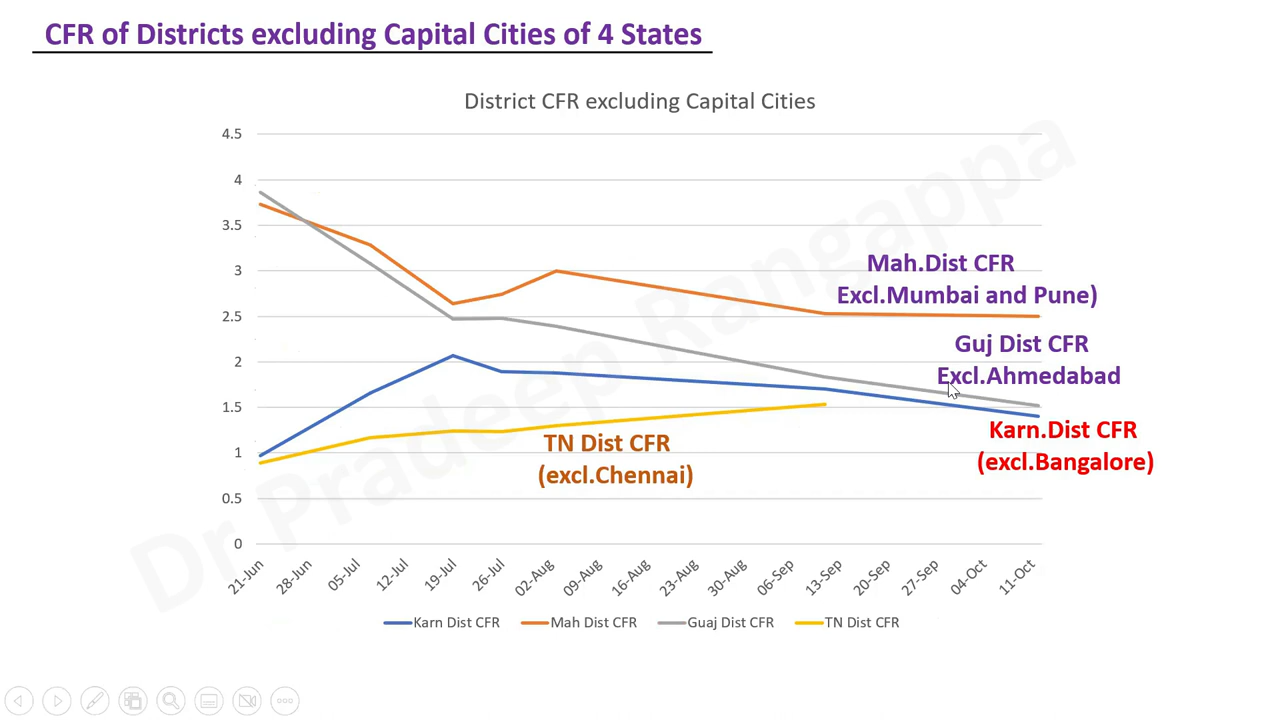 CFR of Districts excluding Capital Cities of 4 States
District CFR excluding Capital Cities
4.5
4
3.5
3
2.5
2
1.5
1
0.5
0
Mah.Dist CFR
Excl.Mumbai and Pune)
Guj Dist CFR
Excl.Ahmedabad
Karn.Dist CFR
(excl.Bangalore)
TN Dist CFR
(excl.Chennai)
Dr Pradeep Rangappa
21-Jun
28-Jun
05-Jul
12-Jul
19-Jul
26-Jul
02-Aug
09-Aug
16-Aug
23-Aug
30-Aug
06-Sep
13-Sep
20-Sep
27-Sep
04-Oct
11-Oct
Karn Dist CFR
Mah Dist CFR
Guaj Dist CFR
TN Dist CFR